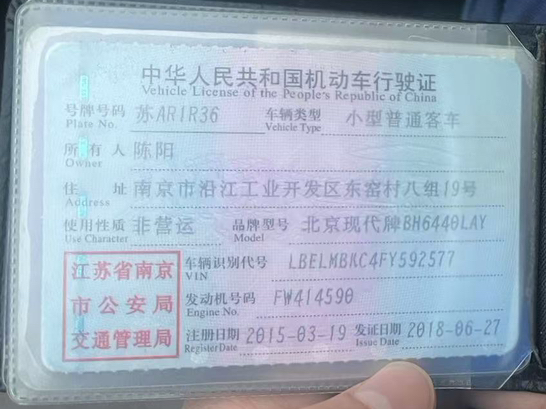 中华人民共和国机动车行驶证
Vehicle License of the People's Republic of China
号牌号码 苏AR1R36 车辆类型 小型普通客车
Plate No. Vehicle Type
所有人 陈阳
Owner
住址 南京市沿江工业开发区东窑村八组19号
Address
使用性质 非营运 品牌型号 北京现代牌BH6440LAY
Use Character Model
江苏省南京 车辆识别代号 LBELMBKC4FY592577
VIN
市公安局 发动机号码 FW414590
Engine No.
交通管理局 注册日期 2015-03-19 发证日期 2018-06-27
Register Date Issue Date